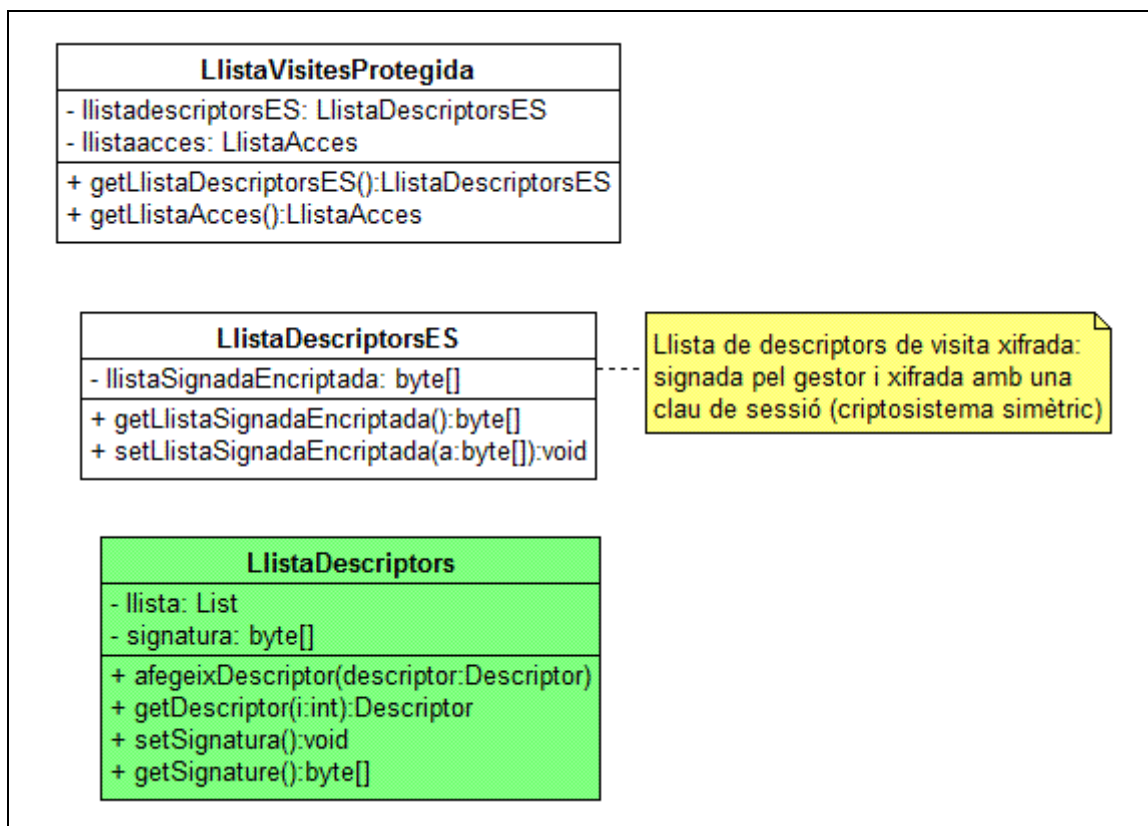 LlistaVisitesProtegida
- llistadescriptorsES: LlistaDescriptorsES
- llistaacces: LlistaAcces
+ getLlistaDescriptorsES():LlistaDescriptorsES
+ getLlistaAcces():LlistaAcces
LlistaDescriptorsES
- llistaSignadaEncriptada: byte[]
+ getLlistaSignadaEncriptada():byte[]
+ setLlistaSignadaEncriptada(a:byte[]):void
Llista de descriptors de visita xifrada:
signada pel gestor i xifrada amb una
clau de sessió (criptosistema simètric)
LlistaDescriptors
- llista: List
- signatura: byte[]
+ afegeixDescriptor(descriptor:Descriptor)
+ getDescriptor(i:int):Descriptor
+ setSignatura():void
+ getSignature():byte[]